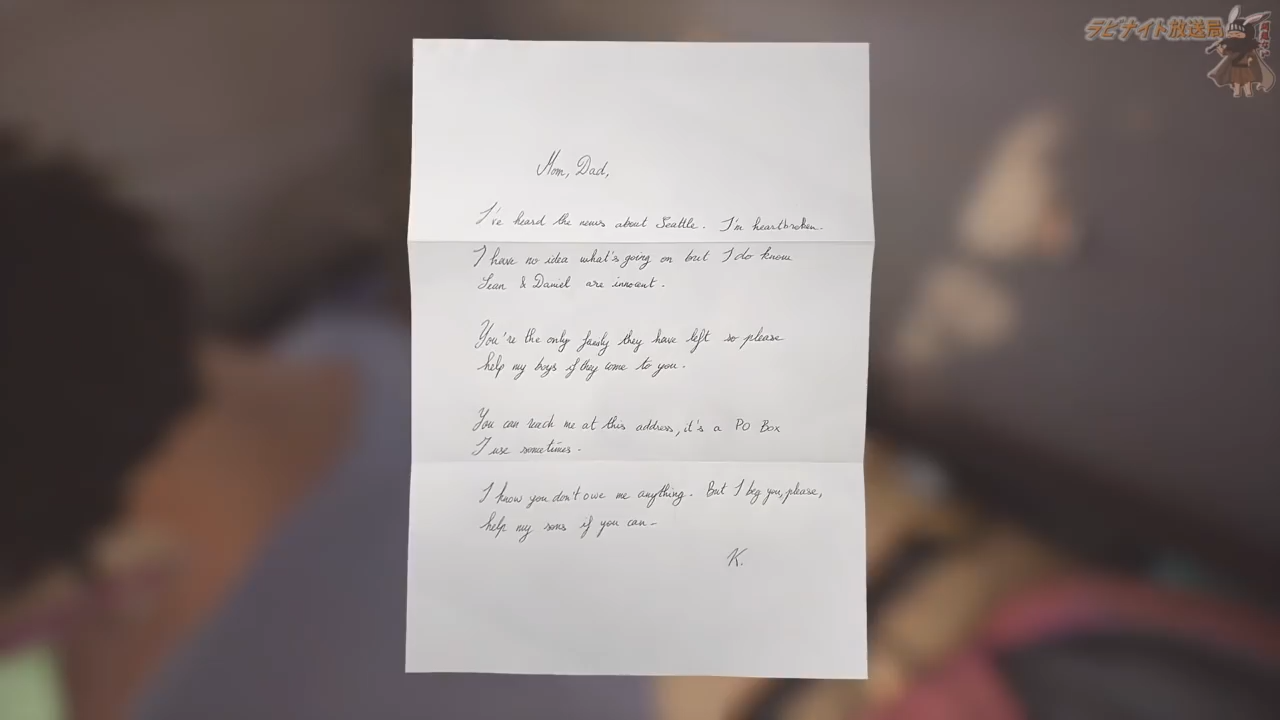 ラビナイト放送局
Mom, Dad,
I've heard the news about Seattle. I'm heartbroken.
I have no idea what's going on but I do know
Sean & Daniel are innocent.
You're the only family they have left so please
help my boys if they come to you.
You can reach me at this address, it's a PO Box
I use sometimes.
I know you don't owe me anything. But I beg you, please,
help my sons if you can-
K.